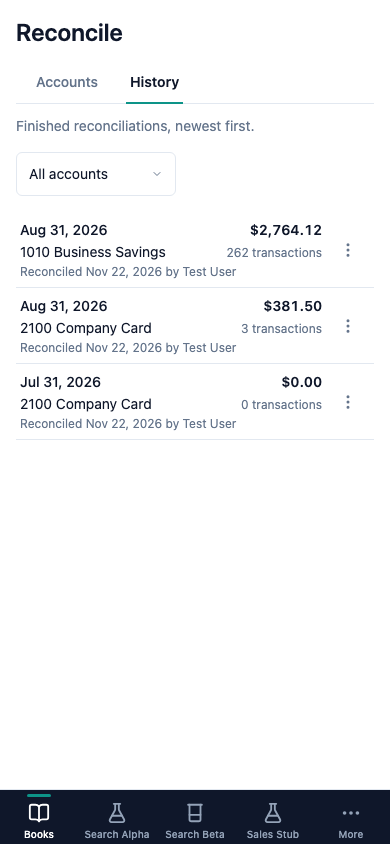 Reconcile
Accounts History
Finished reconciliations, newest first.
All accounts
Aug 31, 2026 $2,764.12
1010 Business Savings 262 transactions
Reconciled Nov 22, 2026 by Test User
Aug 31, 2026 $381.50
2100 Company Card 3 transactions
Reconciled Nov 22, 2026 by Test User
Jul 31, 2026 $0.00
2100 Company Card 0 transactions
Reconciled Nov 22, 2026 by Test User
Books Search Alpha Search Beta Sales Stub More